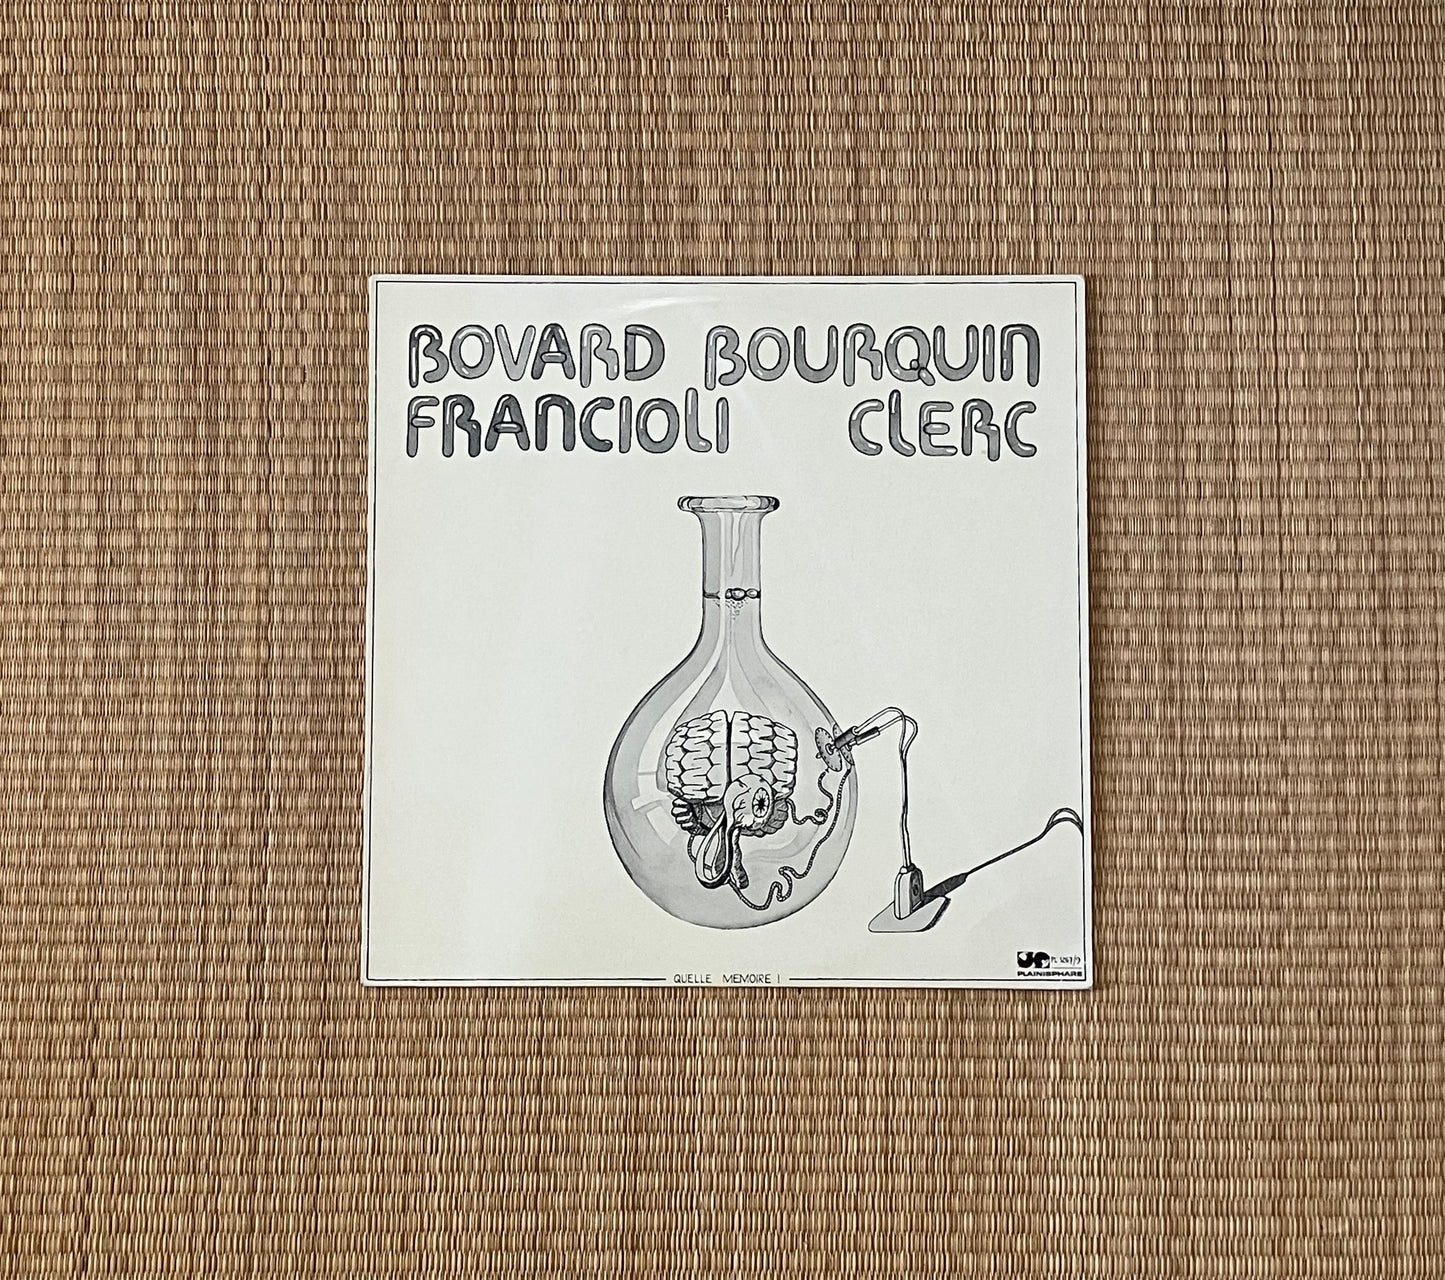 BOVARD BOURQUIN
FRANCIOLI CLERC
QUELLE MEMOIRE !
PLAINISPHARE